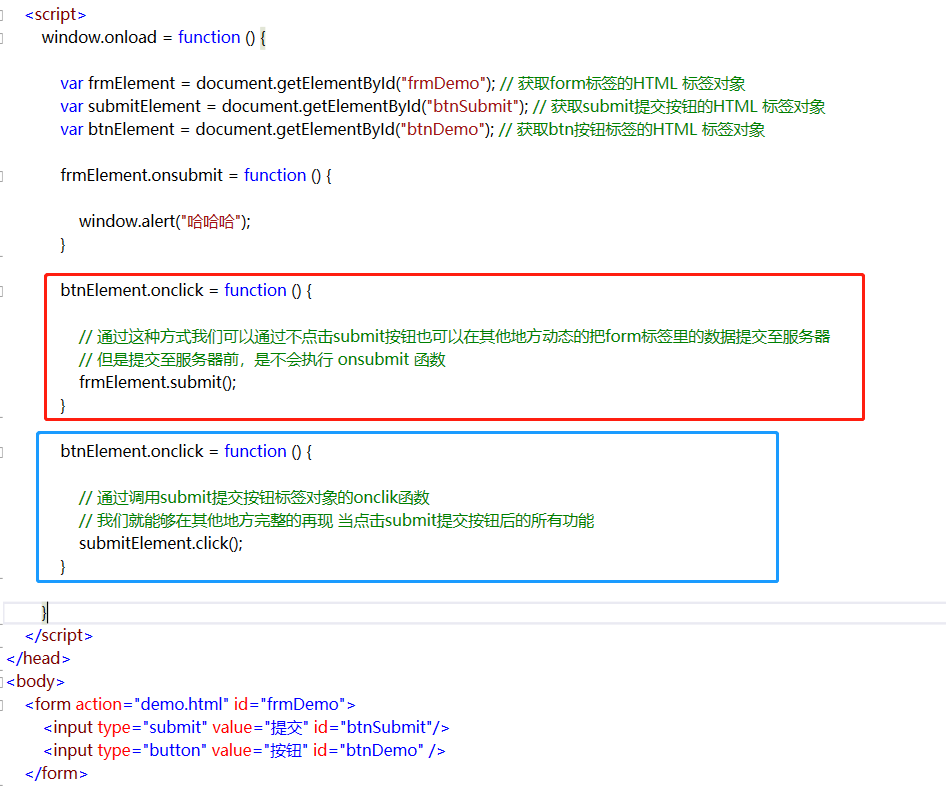 <script>
window.onload = function () {
var frmElement = document.getElementById("frmDemo"); // 获取form标签的HTML 标签对象
var submitElement = document.getElementById("btnSubmit"); // 获取submit提交按钮的HTML 标签对象
var btnElement = document.getElementById("btnDemo"); // 获取btn按钮标签的HTML 标签对象
frmElement.onsubmit = function () {
window.alert("哈哈哈");
}
btnElement.onclick = function () {
// 通过这种方式我们可以通过不点击submit按钮也可以在其他地方动态的把form标签里的数据提交至服务器
// 但是提交至服务器前，是不会执行 onsubmit 函数
frmElement.submit();
}
btnElement.onclick = function () {
// 通过调用submit提交按钮标签对象的onclik函数
// 我们就能够在其他地方完整的再现 当点击submit提交按钮后的所有功能
submitElement.click();
}
}
</script>
</head>
<body>
<form action="demo.html" id="frmDemo">
<input type="submit" value="提交" id="btnSubmit"/>
<input type="button" value="按钮" id="btnDemo" />
</form>